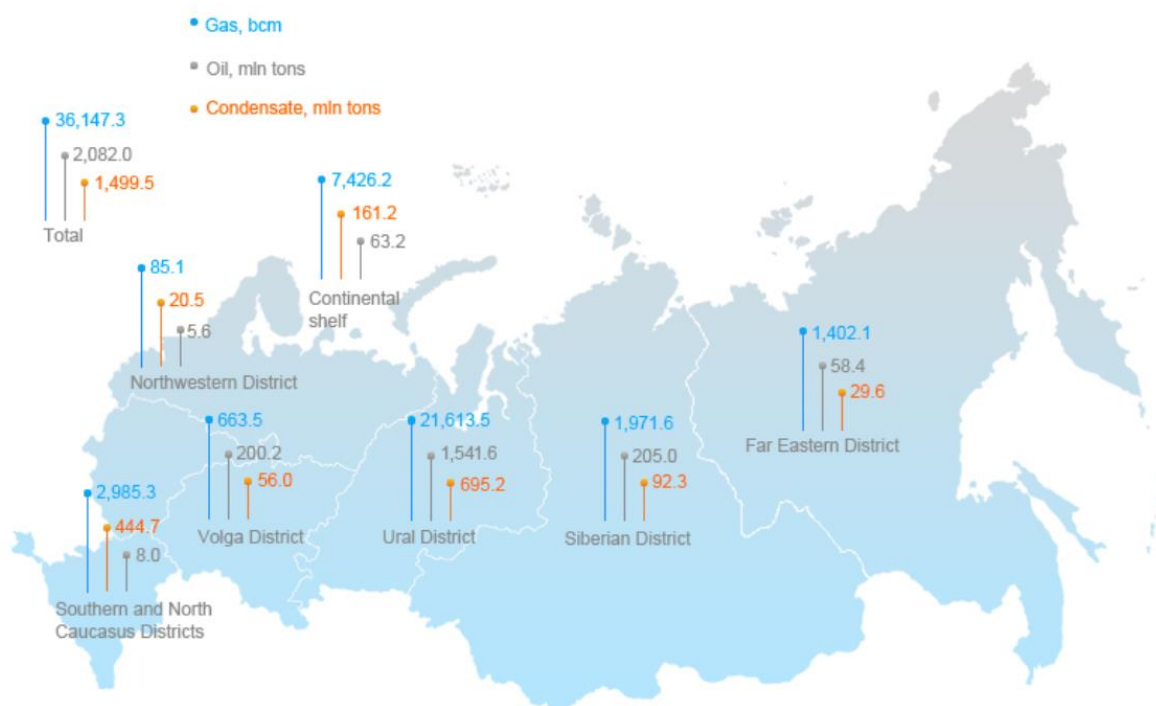 Gas, bcm
Oil, mln tons
Condensate, mln tons
36,147.3
2,082.0
1,499.5
Total
7,426.2
161.2
63.2
Continental
shelf
85.1
20.5
5.6
Northwestern District
1,402.1
58.4
29.6
Far Eastern District
663.5
200.2
56.0
Volga District
21,613.5
1,541.6
695.2
Ural District
1,971.6
205.0
92.3
Siberian District
2,985.3
444.7
8.0
Southern and North
Caucasus Districts